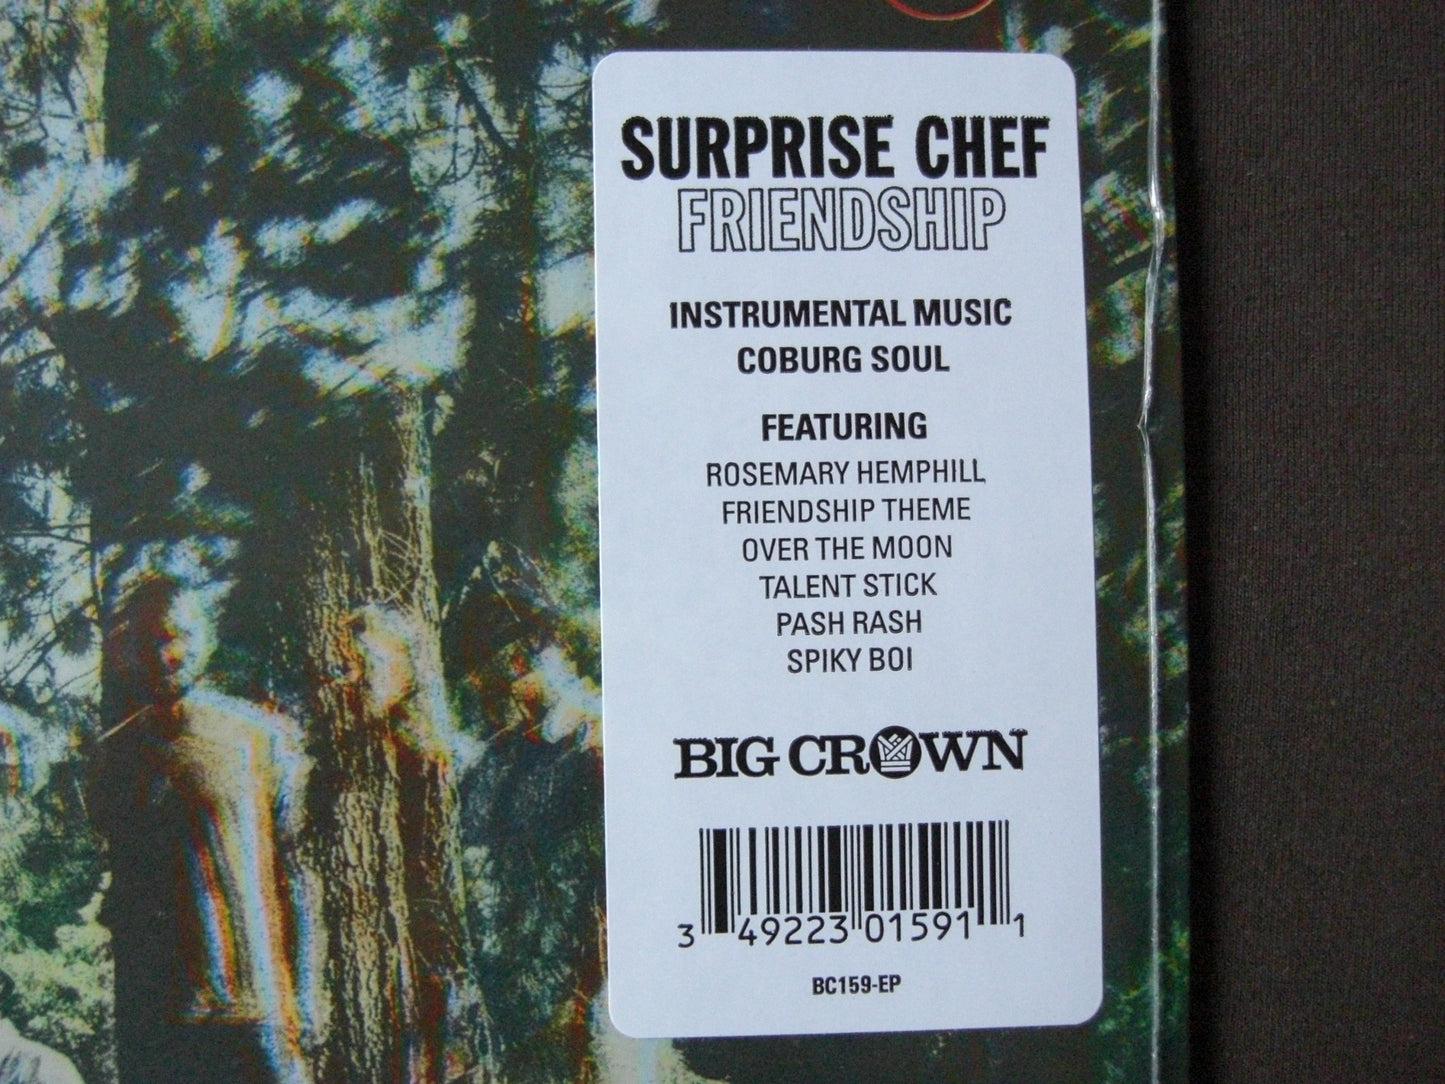 SURPRISE CHEF
FRIENDSHIP
INSTRUMENTAL MUSIC
COBURG SOUL
FEATURING
ROSEMARY HEMPHILL
FRIENDSHIP THEME
OVER THE MOON
TALENT STICK
PASH RASH
SPIKY BOI
BIG CROWN
3 49223 01591 1
BC159-EP